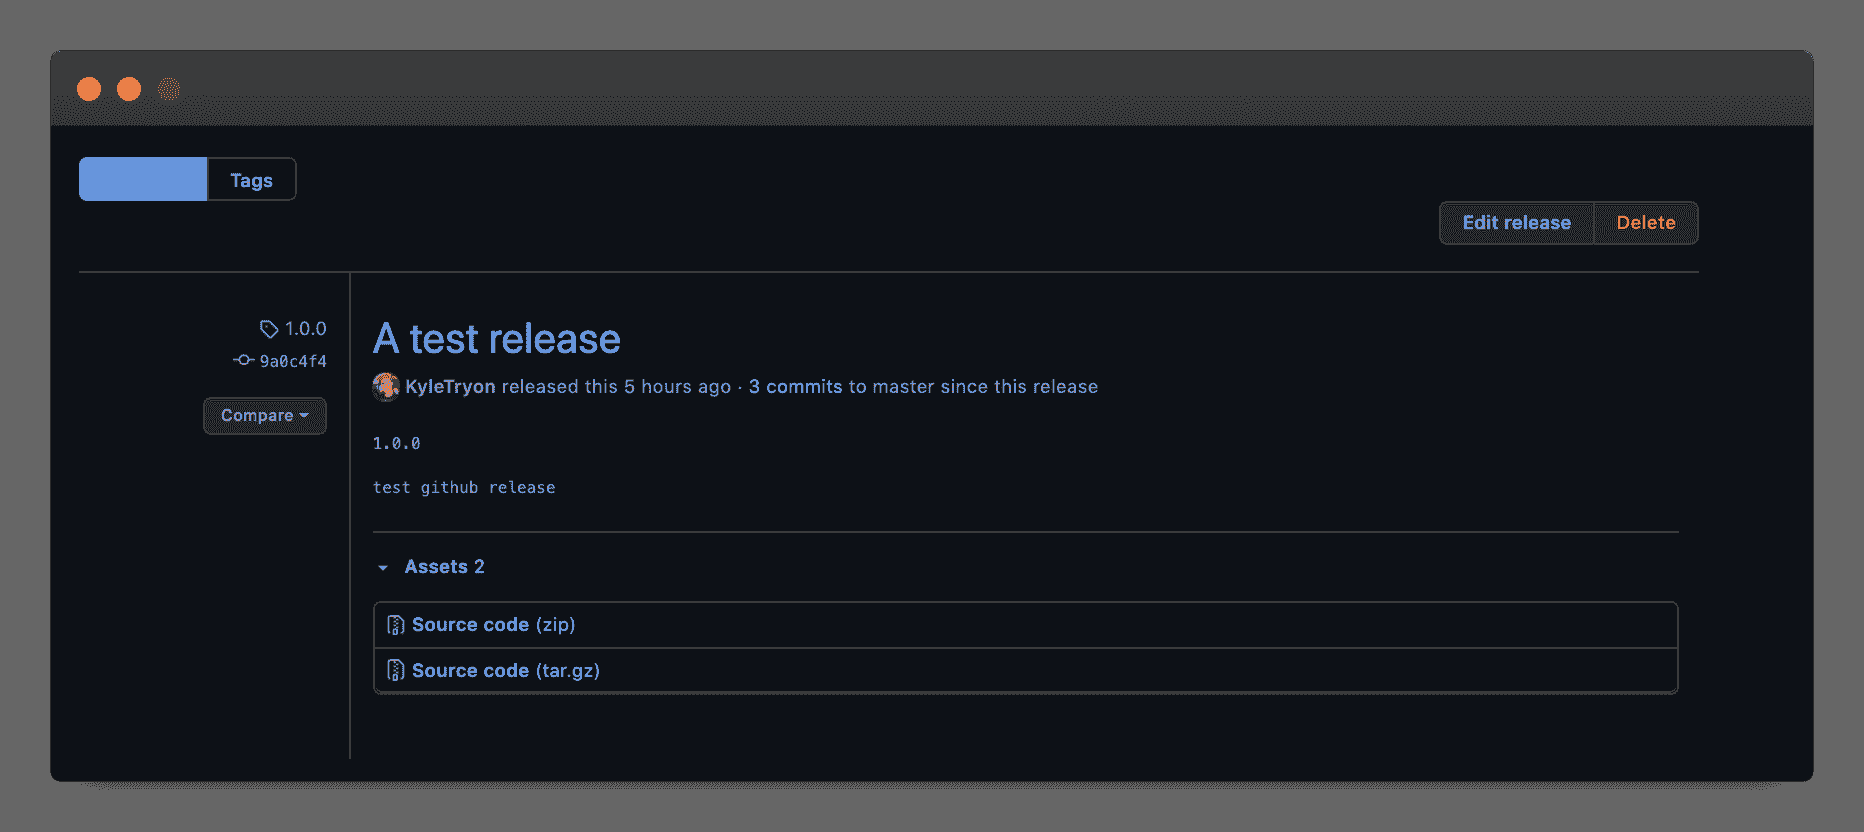 Tags
Edit release Delete
1.0.0
9a0c4f4
Compare
A test release
KyleTryon released this 5 hours ago · 3 commits to master since this release
1.0.0
test github release
Assets 2
Source code (zip)
Source code (tar.gz)